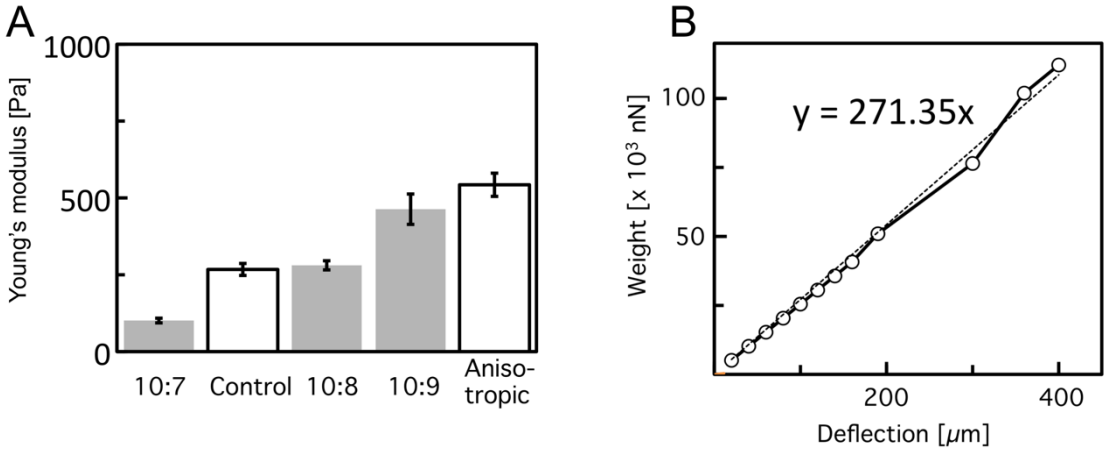 A
Young's modulus [Pa]
1000
500
0
10:7
Control
10:8
10:9
Aniso-
tropic
B
Weight [x 10³ nN]
100
50
y = 271.35x
200
400
Deflection [μm]